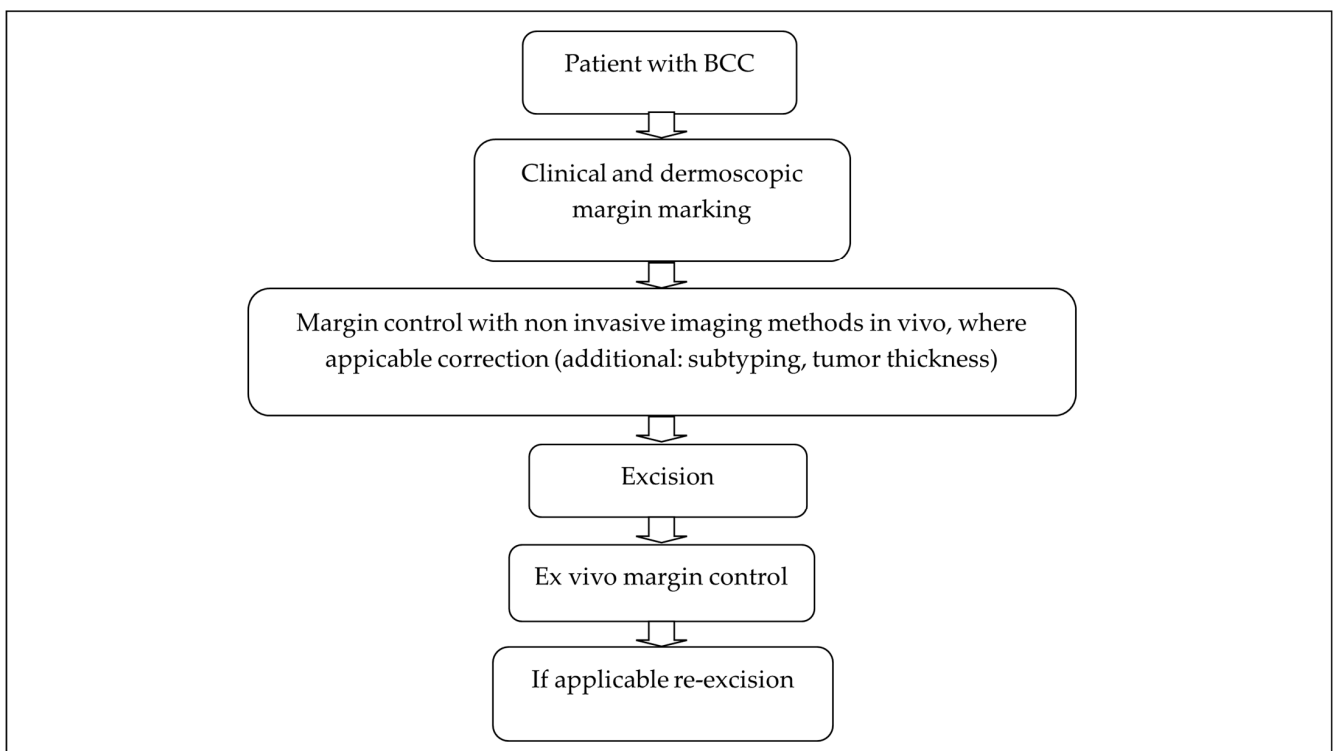 Patient with BCC
Clinical and dermoscopic
margin marking
Margin control with non invasive imaging methods in vivo, where
appicable correction (additional: subtyping, tumor thickness)
Excision
Ex vivo margin control
If applicable re-excision